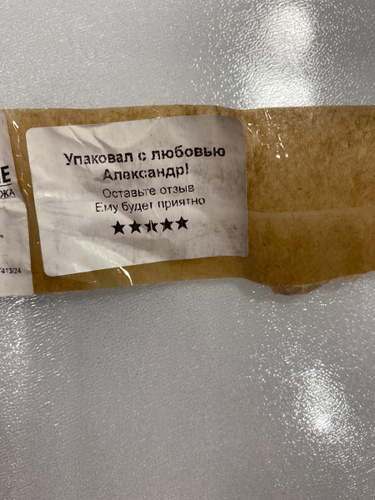 Упаковал с любовью
Александр!
Оставьте отзыв
Ему будет приятно
★★★★★